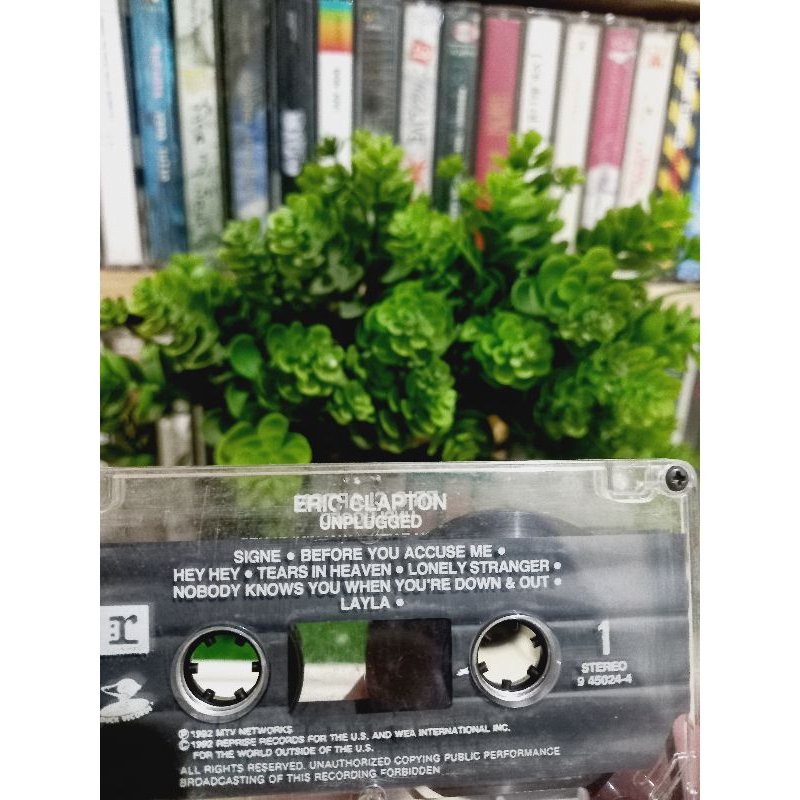 ERIC CLAPTON
UNPLUGGED
SIGNE • BEFORE YOU ACCUSE ME •
HEY HEY • TEARS IN HEAVEN • LONELY STRANGER •
NOBODY KNOWS YOU WHEN YOU'RE DOWN & OUT •
LAYLA •
r
1
STEREO
9 45024-4
℗ 1992 MTV NETWORKS
© 1992 REPRISE RECORDS FOR THE U.S. AND WEA INTERNATIONAL INC.
FOR THE WORLD OUTSIDE OF THE U.S.
ALL RIGHTS RESERVED. UNAUTHORIZED COPYING PUBLIC PERFORMANCE
BROADCASTING OF THIS RECORDING FORBIDDEN